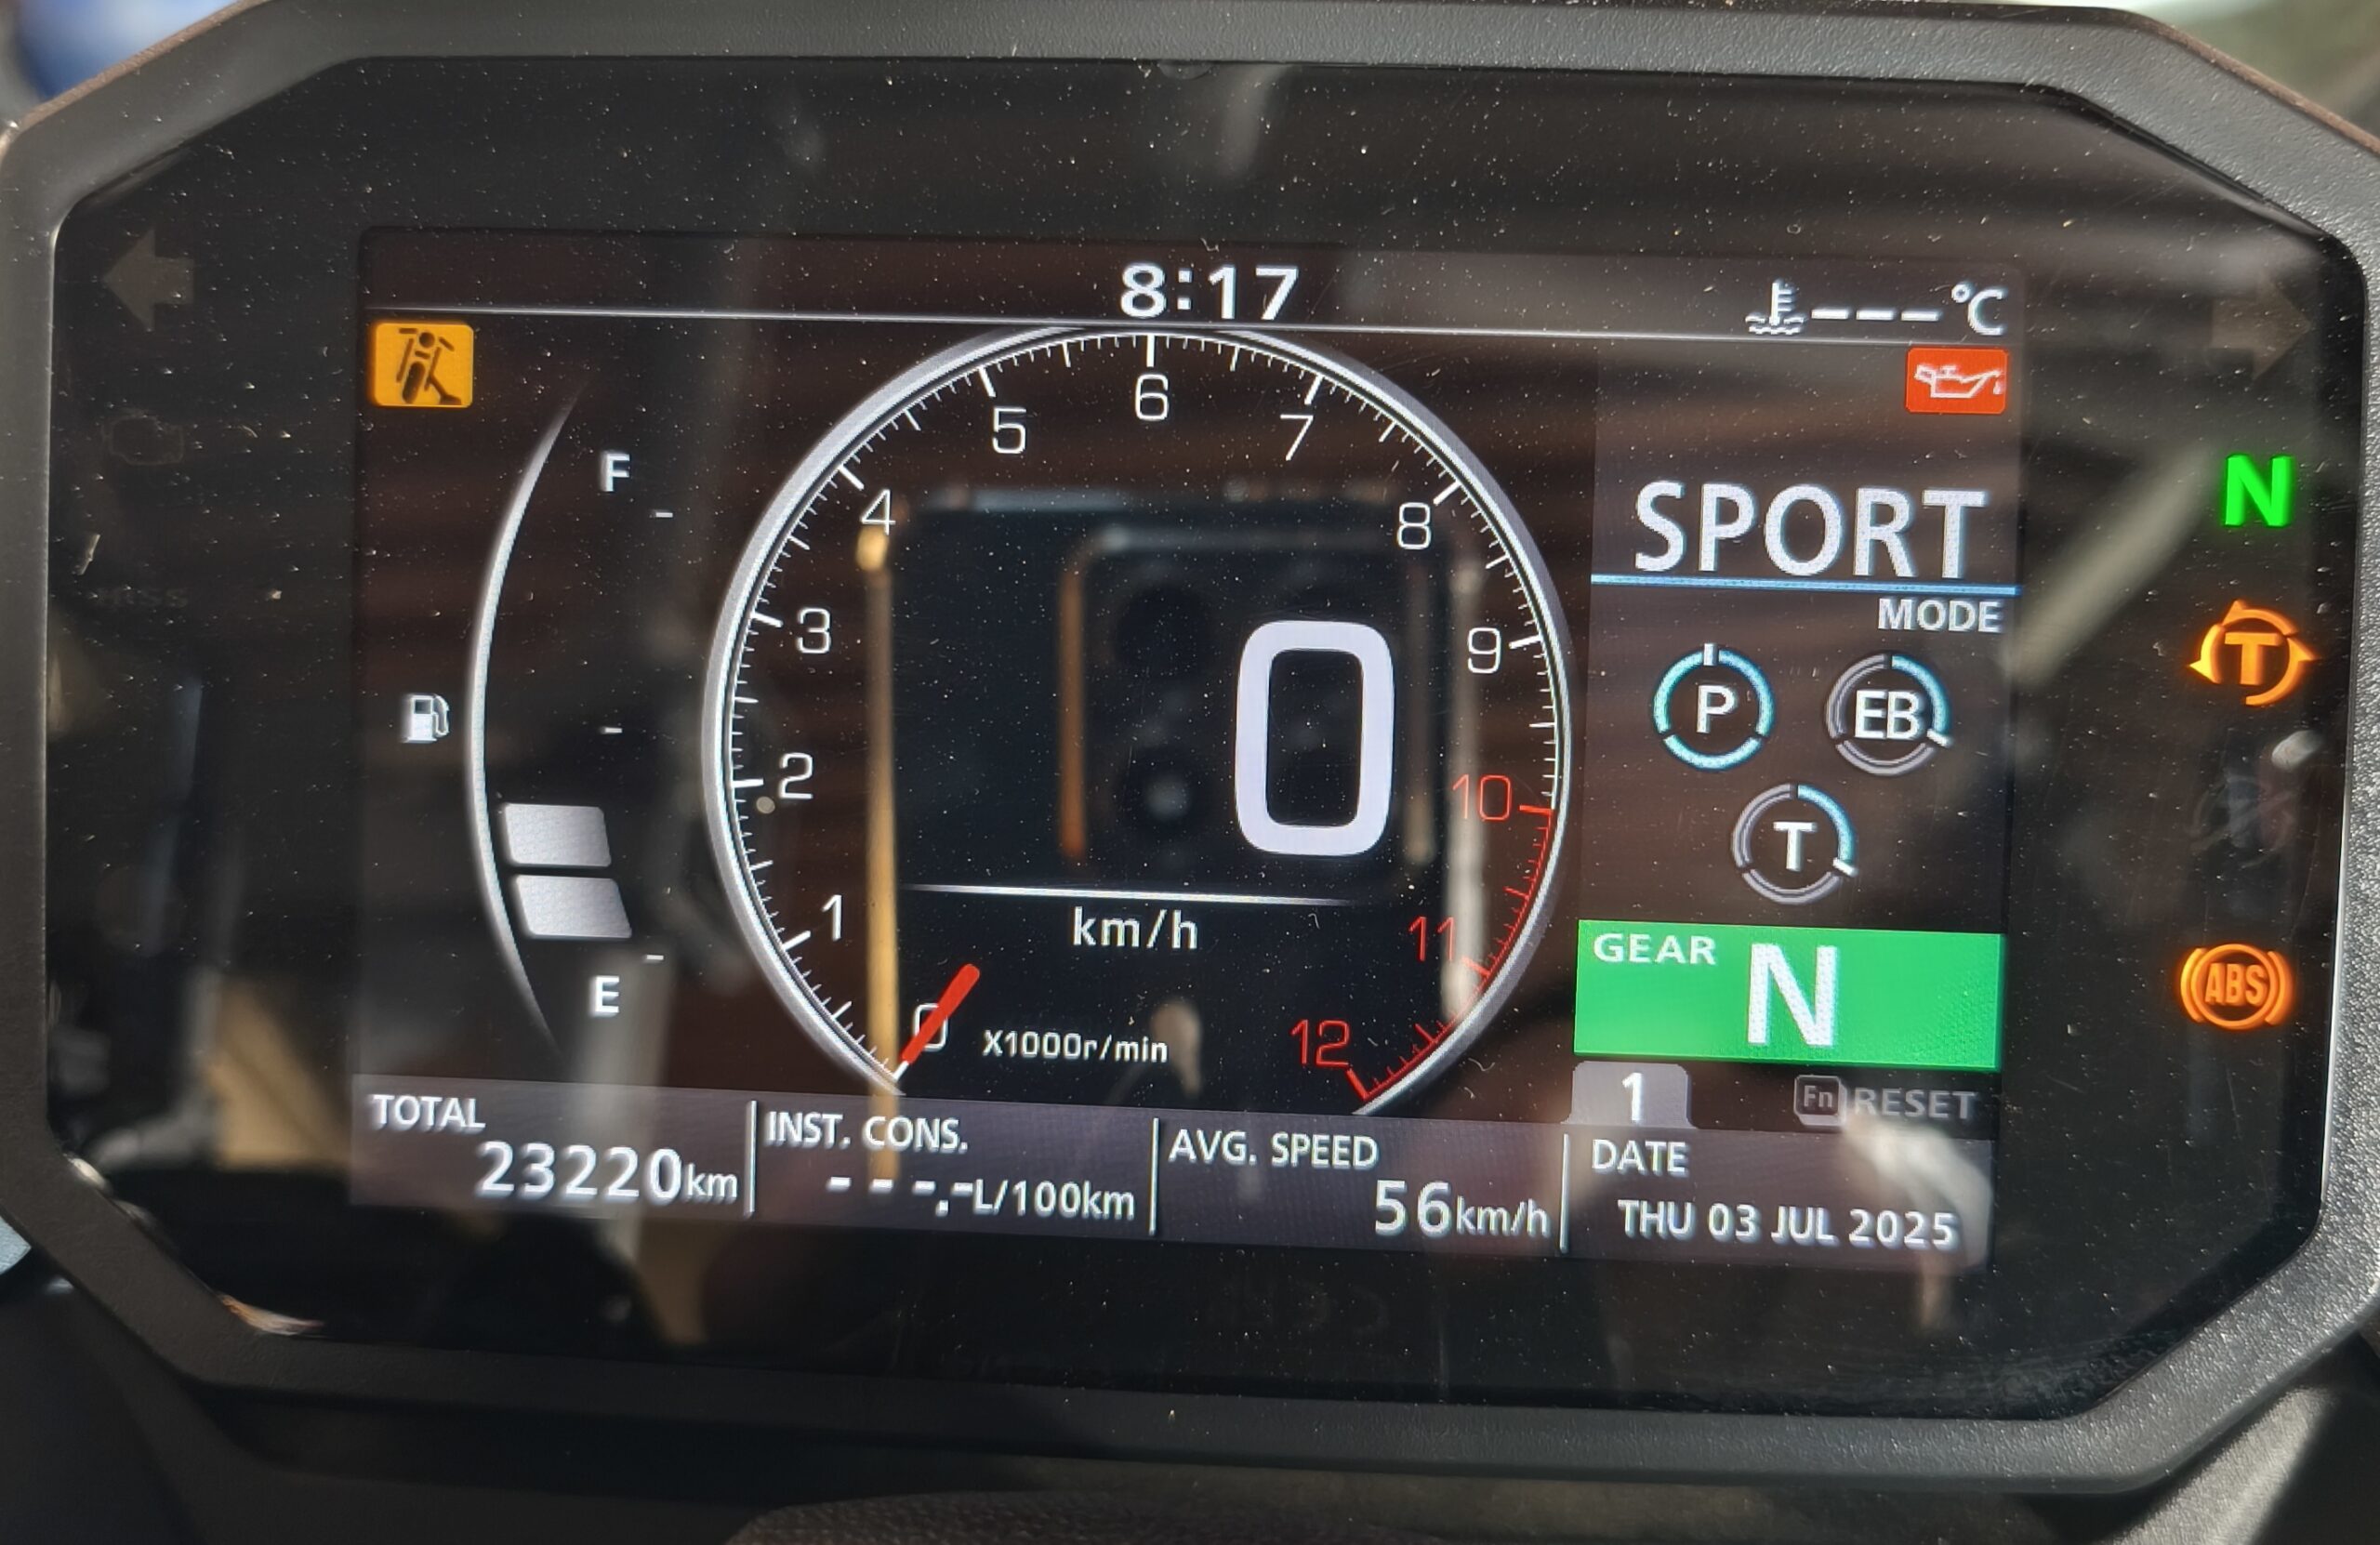 8:17
---°C
F
E
0
1
2
3
4
5
6
7
8
9
10
11
12
0
km/h
X1000r/min
SPORT
MODE
P
EB
T
GEAR N
1
Fn RESET
N
T
ABS
TOTAL
23220km
INST. CONS.
---.-L/100km
AVG. SPEED
56km/h
DATE
THU 03 JUL 2025